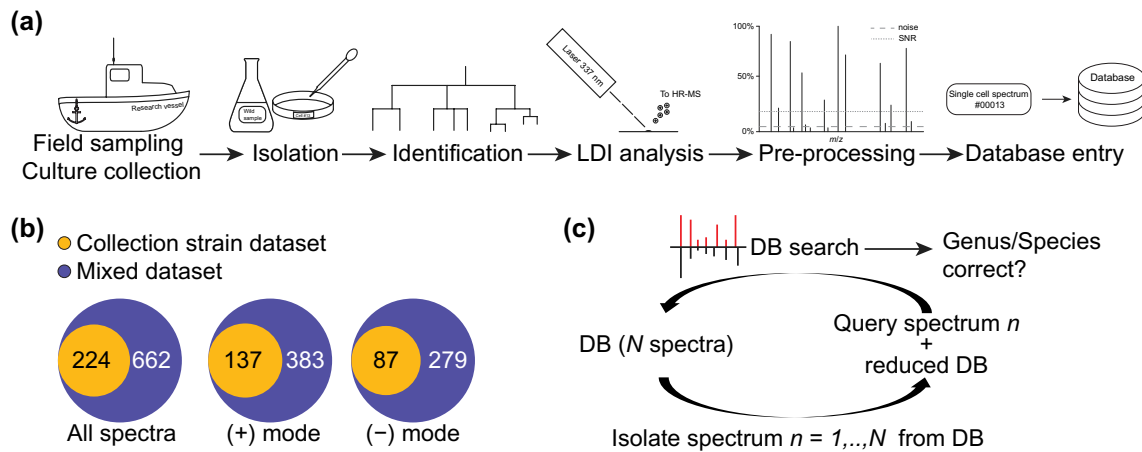 (a)
Research vessel
Wild
sample
Laser 337 nm
To HR-MS
100%
50%
0%
m/z
noise
SNR
Single cell spectrum
#00013
Database
Field sampling
Culture collection
Isolation
Identification
LDI analysis
Pre-processing
Database entry
(b)
Collection strain dataset
Mixed dataset
224
662
137
383
87
279
All spectra
(+) mode
(−) mode
(c)
DB search
Genus/Species
correct?
DB (N spectra)
Query spectrum n
+
reduced DB
Isolate spectrum n = 1,..,N from DB